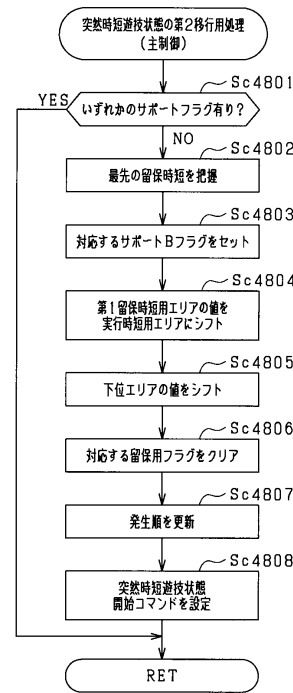 突然時短遊技状態の第2移行用処理
(主制御)
Sc4801
YES
いずれかのサポートフラグ有り?
NO
Sc4802
最先の留保時短を把握
Sc4803
対応するサポートBフラグをセット
Sc4804
第1留保時短用エリアの値を
実行時短用エリアにシフト
Sc4805
下位エリアの値をシフト
Sc4806
対応する留保用フラグをクリア
Sc4807
発生順を更新
Sc4808
突然時短遊技状態
開始コマンドを設定
RET